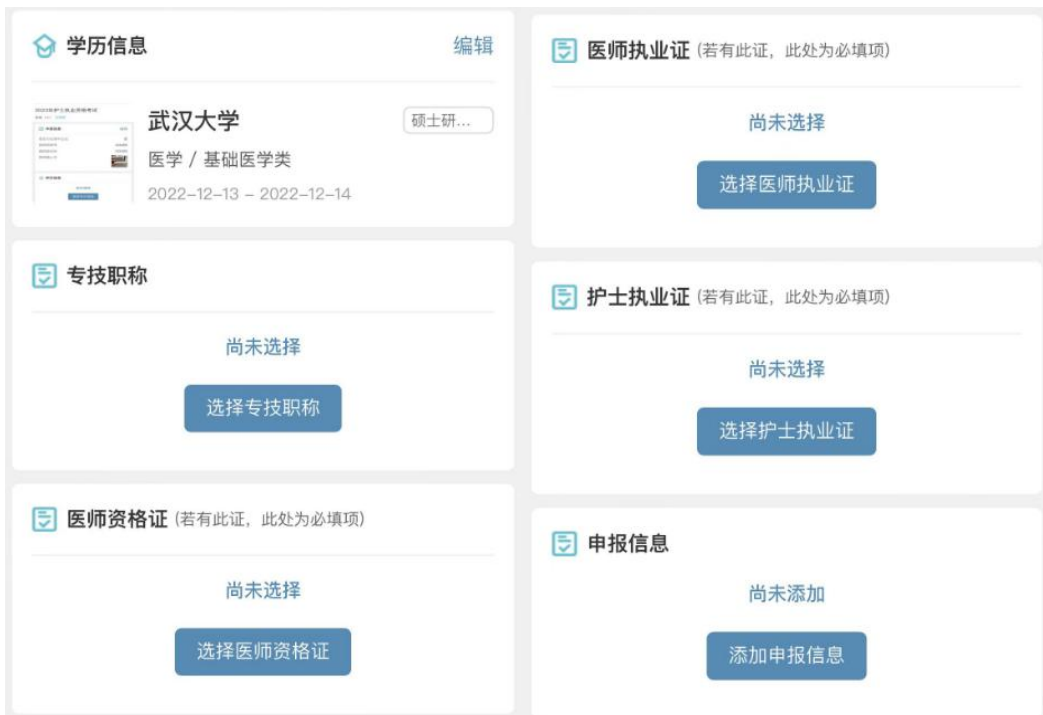 学历信息
编辑
武汉大学
硕士研...
医学 / 基础医学类
2022-12-13 - 2022-12-14
专技职称
尚未选择
选择专技职称
医师资格证 (若有此证, 此处为必填项)
尚未选择
选择医师资格证
医师执业证 (若有此证, 此处为必填项)
尚未选择
选择医师执业证
护士执业证 (若有此证, 此处为必填项)
尚未选择
选择护士执业证
申报信息
尚未添加
添加申报信息